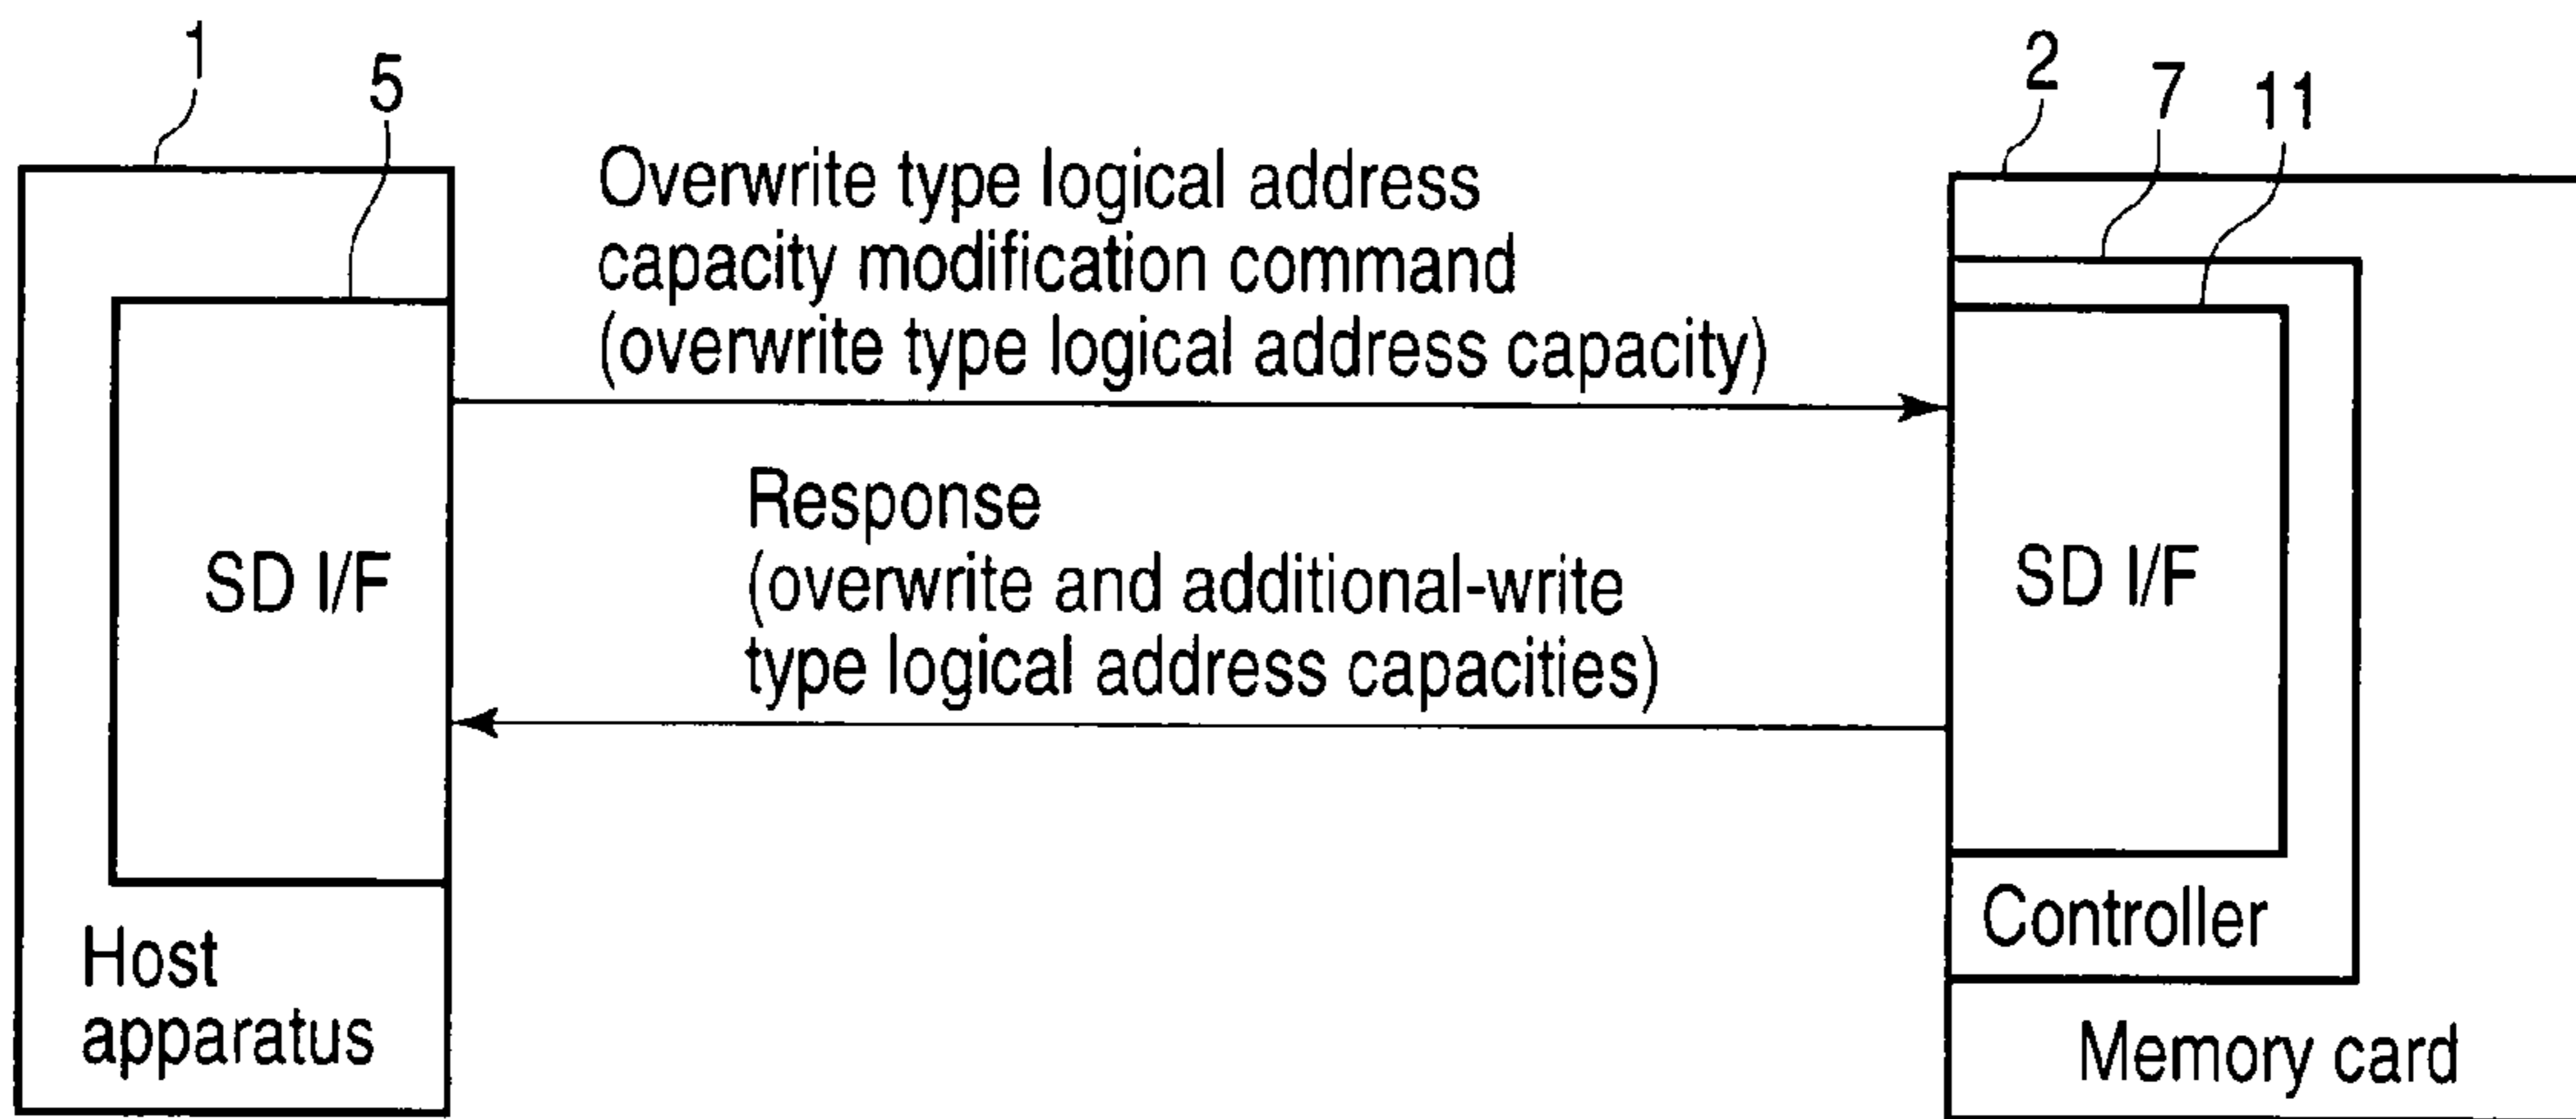 1
5
2
7
11
Overwrite type logical address
capacity modification command
(overwrite type logical address capacity)
Response
(overwrite and additional-write
type logical address capacities)
SD I/F
SD I/F
Host
apparatus
Controller
Memory card